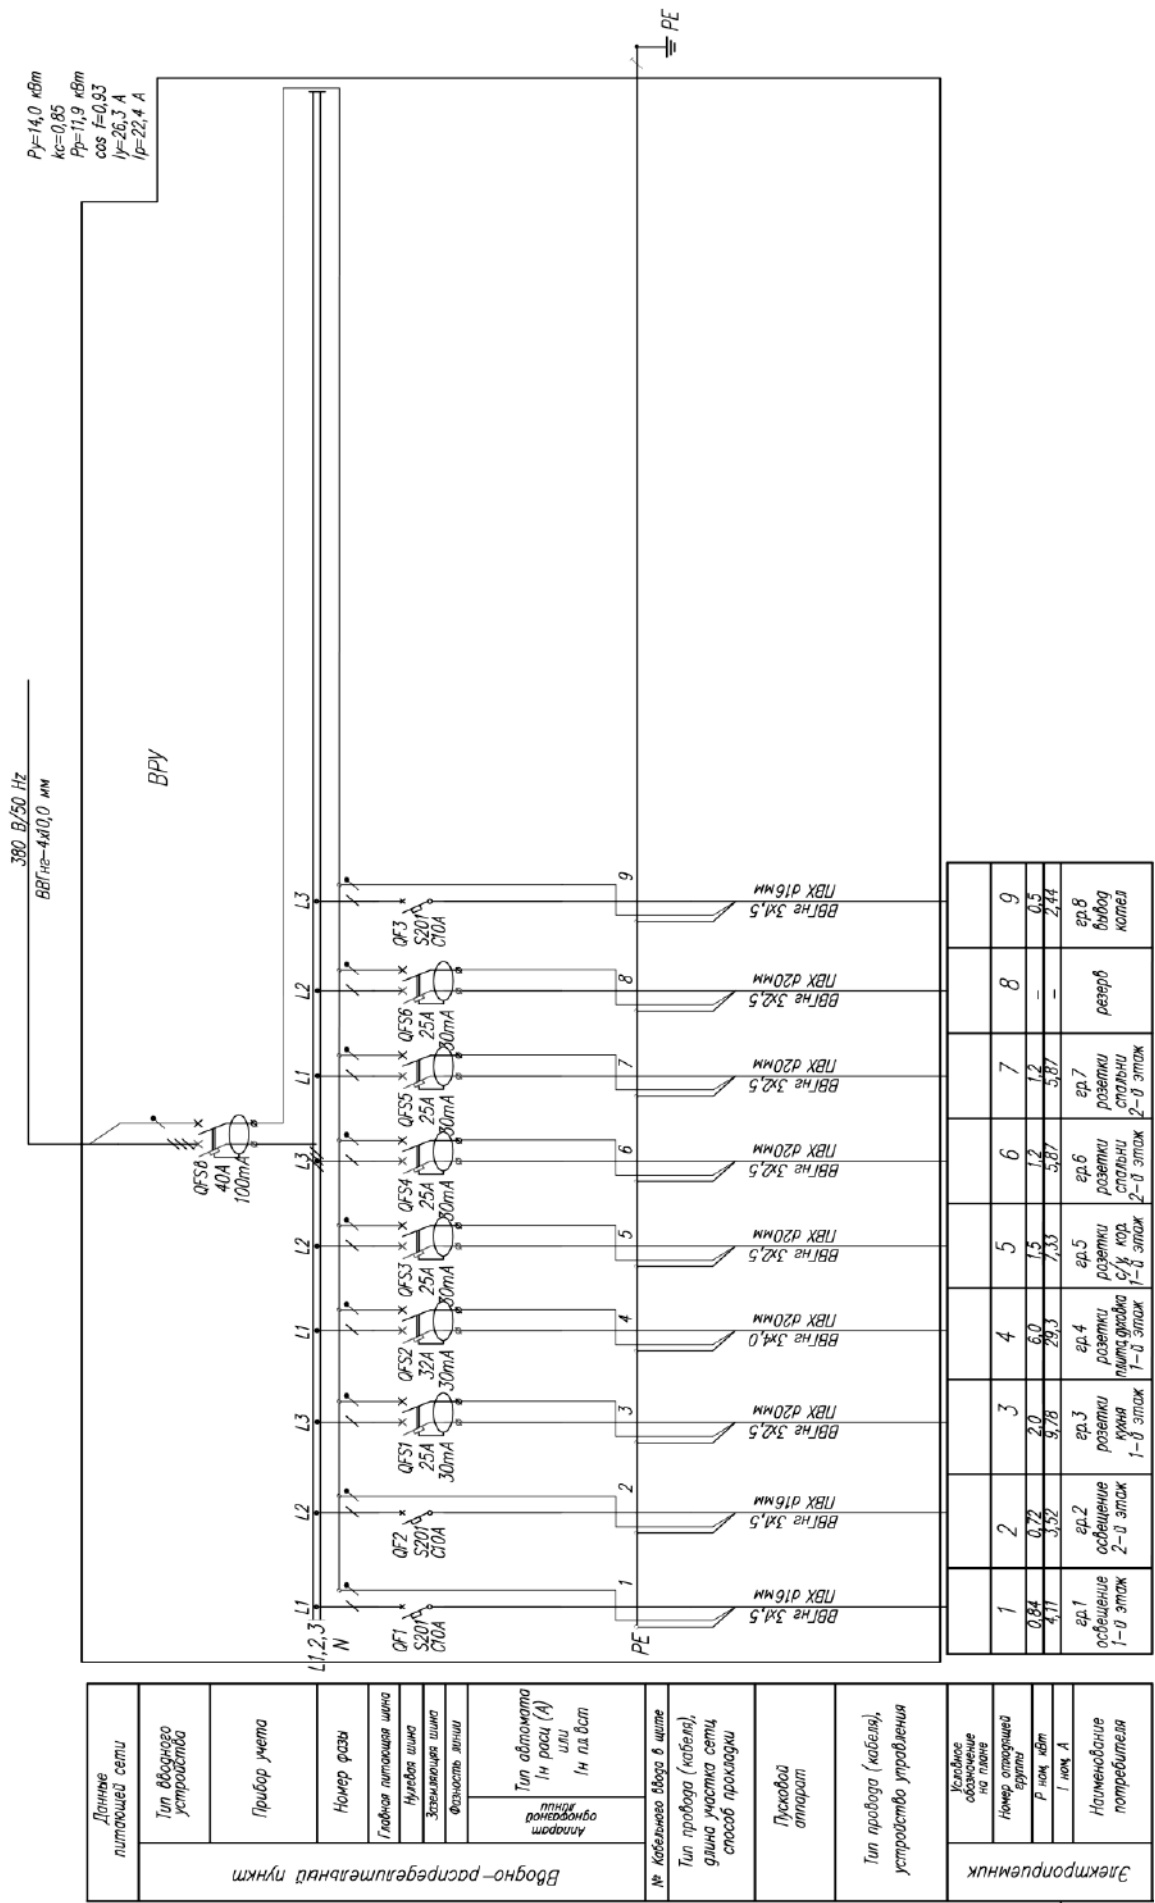 380 В/50 Hz
ВВГнг-4х10,0 мм
Ру=14,0 кВт
kc=0,85
Рр=11,9 кВт
cos f=0,93
Iу=26,3 А
Iр=22,4 А
ВРУ
QFS8
40А
100mA
PE
L1,2,3
N
PE
L1
QF1
S201
C10A
1
ВВГнг 3х1,5
ПВХ d16мм
L2
QF2
S201
C10A
2
ВВГнг 3х1,5
ПВХ d16мм
L3
QFS1
25А
30mA
3
ВВГнг 3х2,5
ПВХ d20мм
L1
QFS2
32А
30mA
4
ВВГнг 3х4,0
ПВХ d20мм
L2
QFS3
25А
30mA
5
ВВГнг 3х2,5
ПВХ d20мм
L3
QFS4
25А
30mA
6
ВВГнг 3х2,5
ПВХ d20мм
L1
QFS5
25А
30mA
7
ВВГнг 3х2,5
ПВХ d20мм
L2
QFS6
25А
30mA
8
ВВГнг 3х2,5
ПВХ d20мм
L3
QF3
S201
C10A
9
ВВГнг 3х1,5
ПВХ d16мм
Данные
питающей сети
Вводно-распределительный пункт
Тип вводного
устройства
Прибор учета
Номер фазы
Главная питающая шина
Нулевая шина
Заземляющая шина
Фазность линии
Аппарат
однофазной
линии
Тип автомата
Iн расц (А)
или
Iн пл.вст
№ Кабельного ввода в щите
Тип провода (кабеля),
длина участка сети,
способ прокладки
Пусковой
аппарат
Тип провода (кабеля),
устройство управления
Электроприемник
Условное
обозначение
на плане
Номер отходящей
группы
1 2 3 4 5 6 7 8 9
Р ном, кВт
0,84 0,72 2,0 6,0 1,5 1,2 1,2 – 0,5
I ном, А
4,11 3,52 9,78 29,3 7,33 5,87 5,87 – 2,44
Наименование
потребителя
гр.1
освещение
1-й этаж
гр.2
освещение
2-й этаж
гр.3
розетки
кухня
1-й этаж
гр.4
розетки
плита,духовка
1-й этаж
гр.5
розетки
с/у, кор.
1-й этаж
гр.6
розетки
спальни
2-й этаж
гр.7
розетки
спальни
2-й этаж
резерв
гр.8
вывод
котел